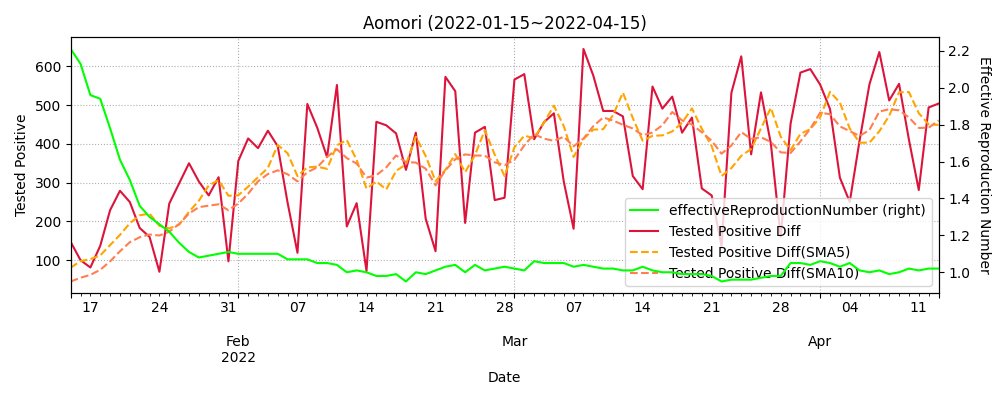 Aomori (2022-01-15~2022-04-15)
Tested Positive
600
500
400
300
200
100
2.2
2.0
1.8
1.6
1.4
1.2
1.0
Effective Reproduction Number
effectiveReproductionNumber (right)
Tested Positive Diff
Tested Positive Diff(SMA5)
Tested Positive Diff(SMA10)
17 24 31 07 14 21 28 07 14 21 28 04 11
Feb Mar Apr
2022
Date